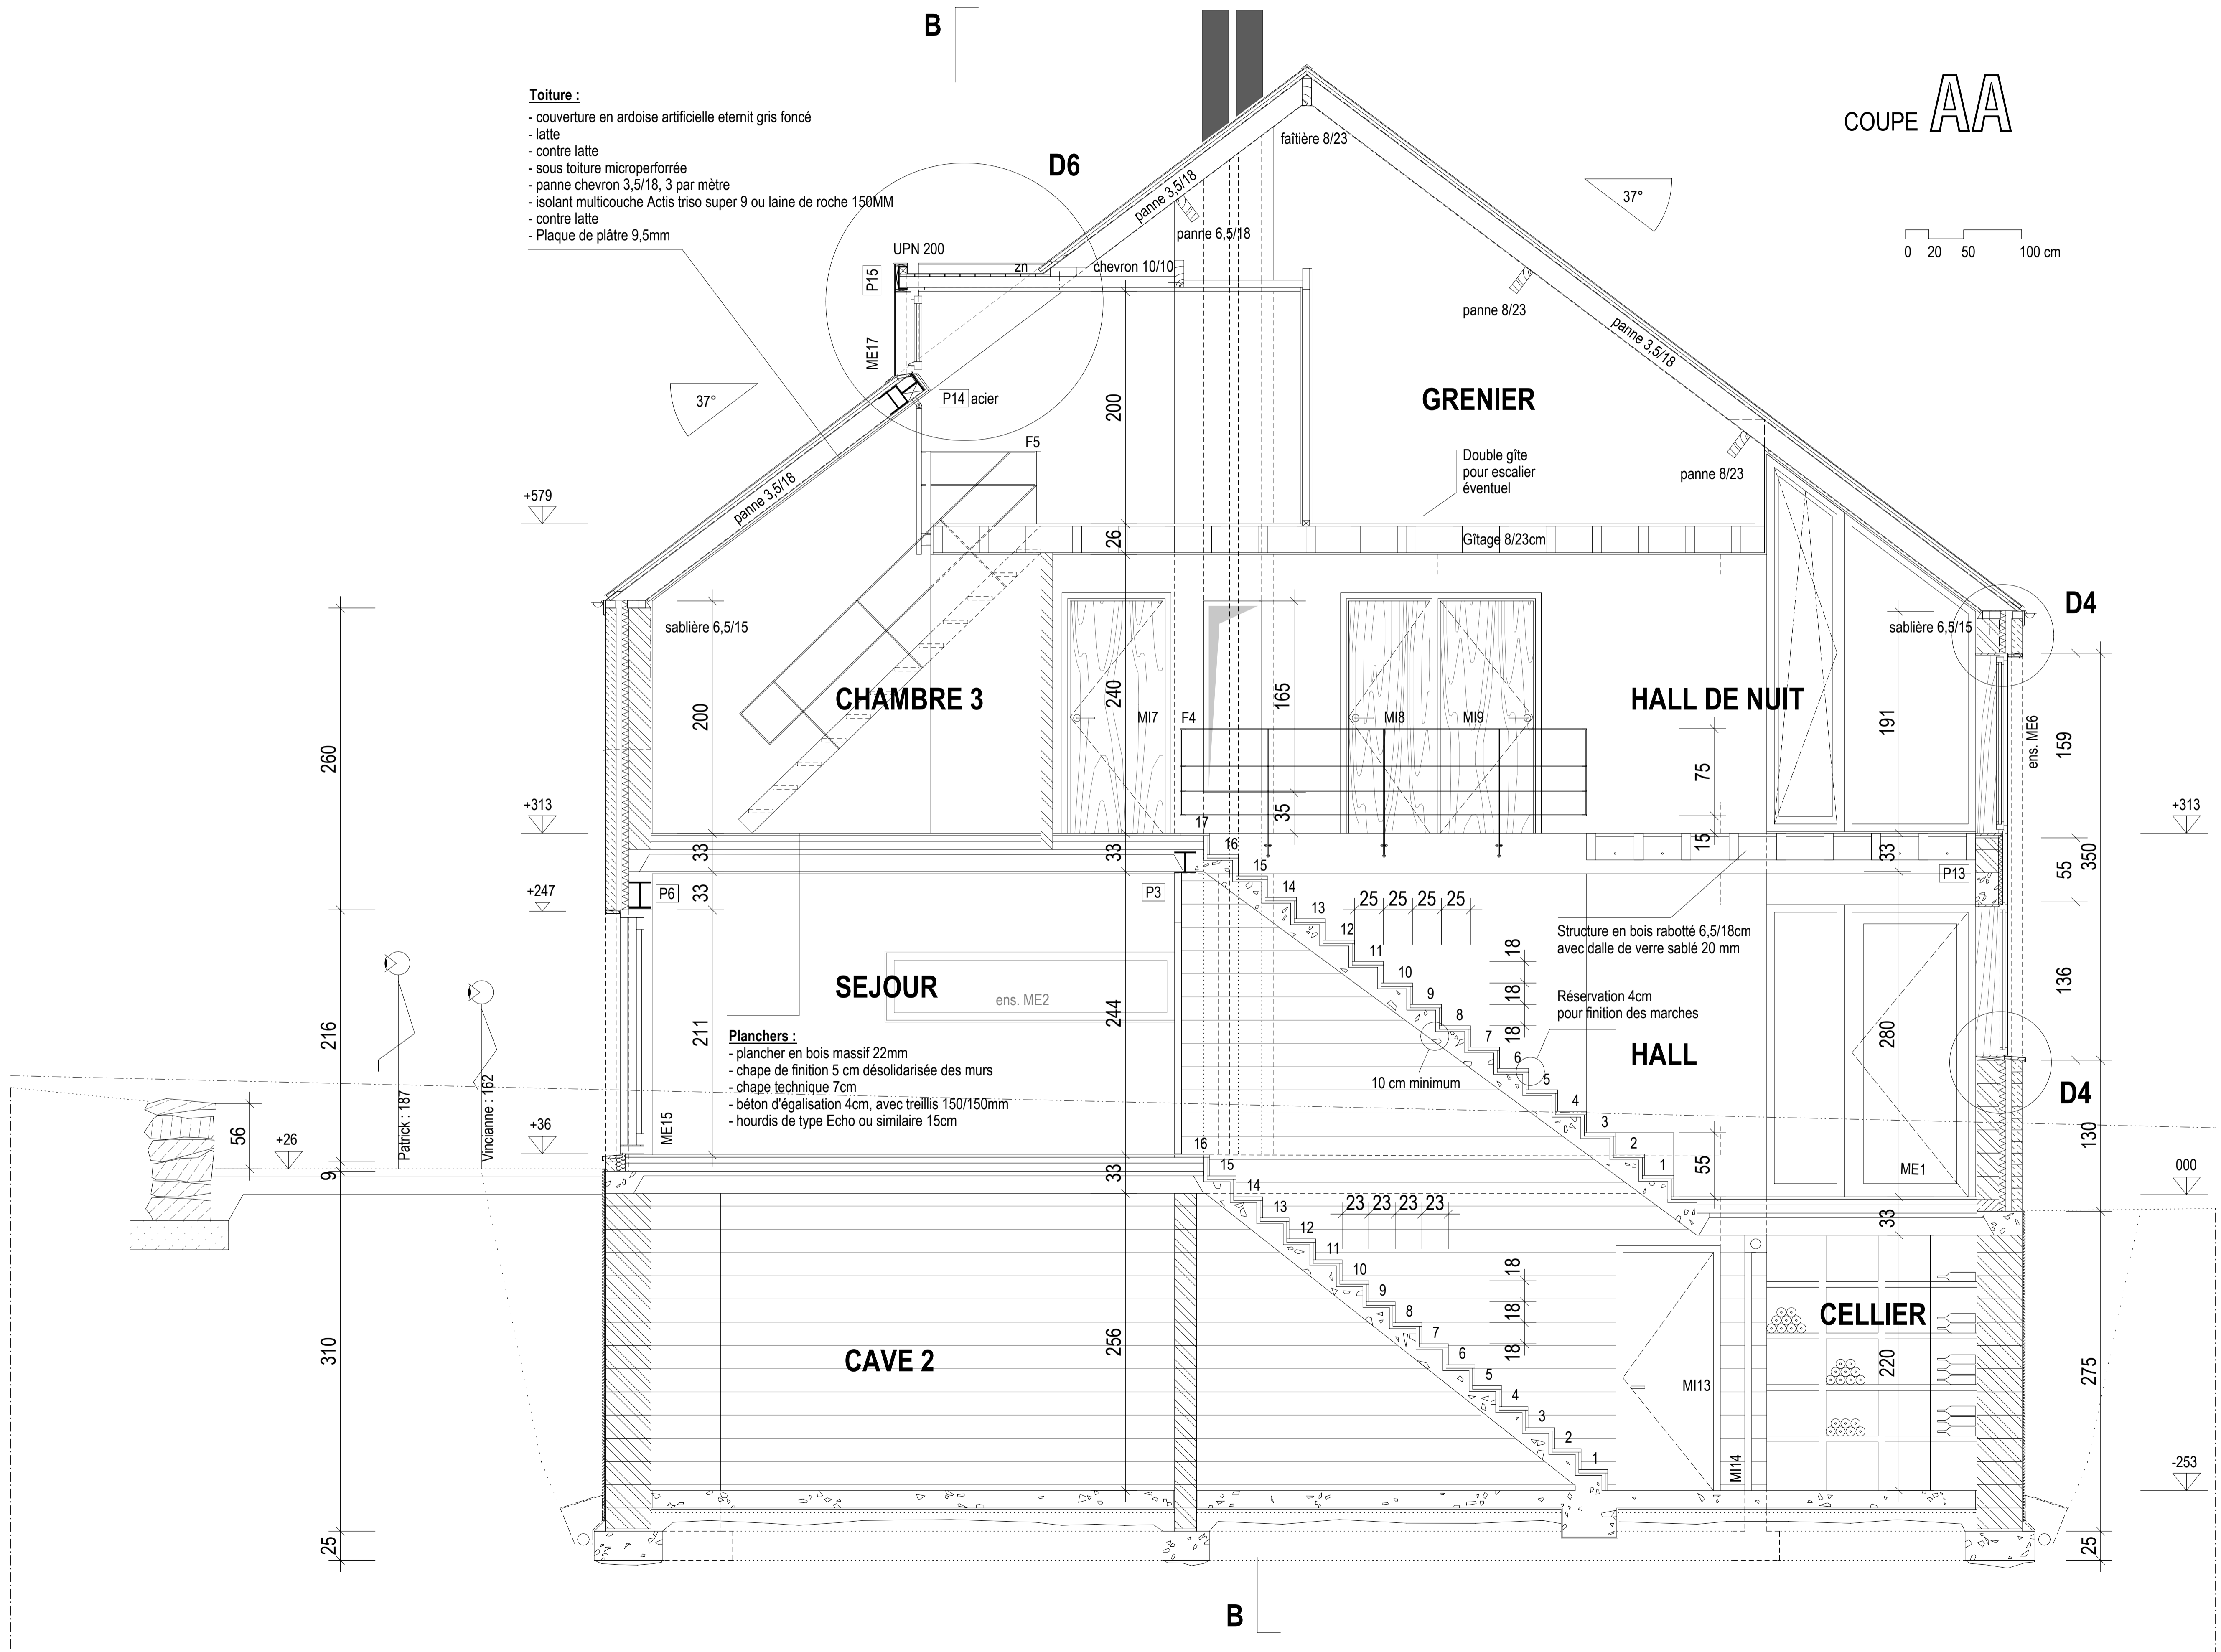 B
COUPE AA
Toiture :
- couverture en ardoise artificielle eternit gris foncé
- latte
- contre latte
- sous toiture microperforrée
- panne chevron 3,5/18, 3 par mètre
- isolant multicouche Actis triso super 9 ou laine de roche 150MM
- contre latte
- Plaque de plâtre 9,5mm
D6
faîtière 8/23
panne 3,5/18
panne 6,5/18
37°
0 20 50 100 cm
UPN 200
P15
zn
chevron 10/10
panne 8/23
panne 3,5/18
ME17
37°
P14 acier
200
GRENIER
F5
Double gîte
pour escalier
éventuel
panne 8/23
panne 3,5/18
+579
26
Gîtage 8/23cm
D4
sablière 6,5/15
sablière 6,5/15
260
200
CHAMBRE 3
240
MI7
F4
165
MI8
MI9
HALL DE NUIT
191
75
ens. ME6
159
350
+313
+313
35
15
17
16
15
14
13
12
11
10
9
8
7
6
5
4
3
2
1
33
33
33
55
+247
P6
33
P3
P13
25 25 25 25
18
18
18
Structure en bois rabotté 6,5/18cm
avec dalle de verre sablé 20 mm
Réservation 4cm
pour finition des marches
SEJOUR
ens. ME2
216
211
244
136
280
HALL
10 cm minimum
D4
Planchers :
- plancher en bois massif 22mm
- chape de finition 5 cm désolidarisée des murs
- chape technique 7cm
- béton d'égalisation 4cm, avec treillis 150/150mm
- hourdis de type Echo ou similaire 15cm
Patrick : 187
Vincianne : 162
56
+26
+36
ME15
9
130
55
ME1
000
33
33
16
15
14
13
12
11
10
9
8
7
6
5
4
3
2
1
23 23 23 23
18
18
18
310
CAVE 2
256
MI13
MI14
CELLIER
220
275
-253
25
25
B